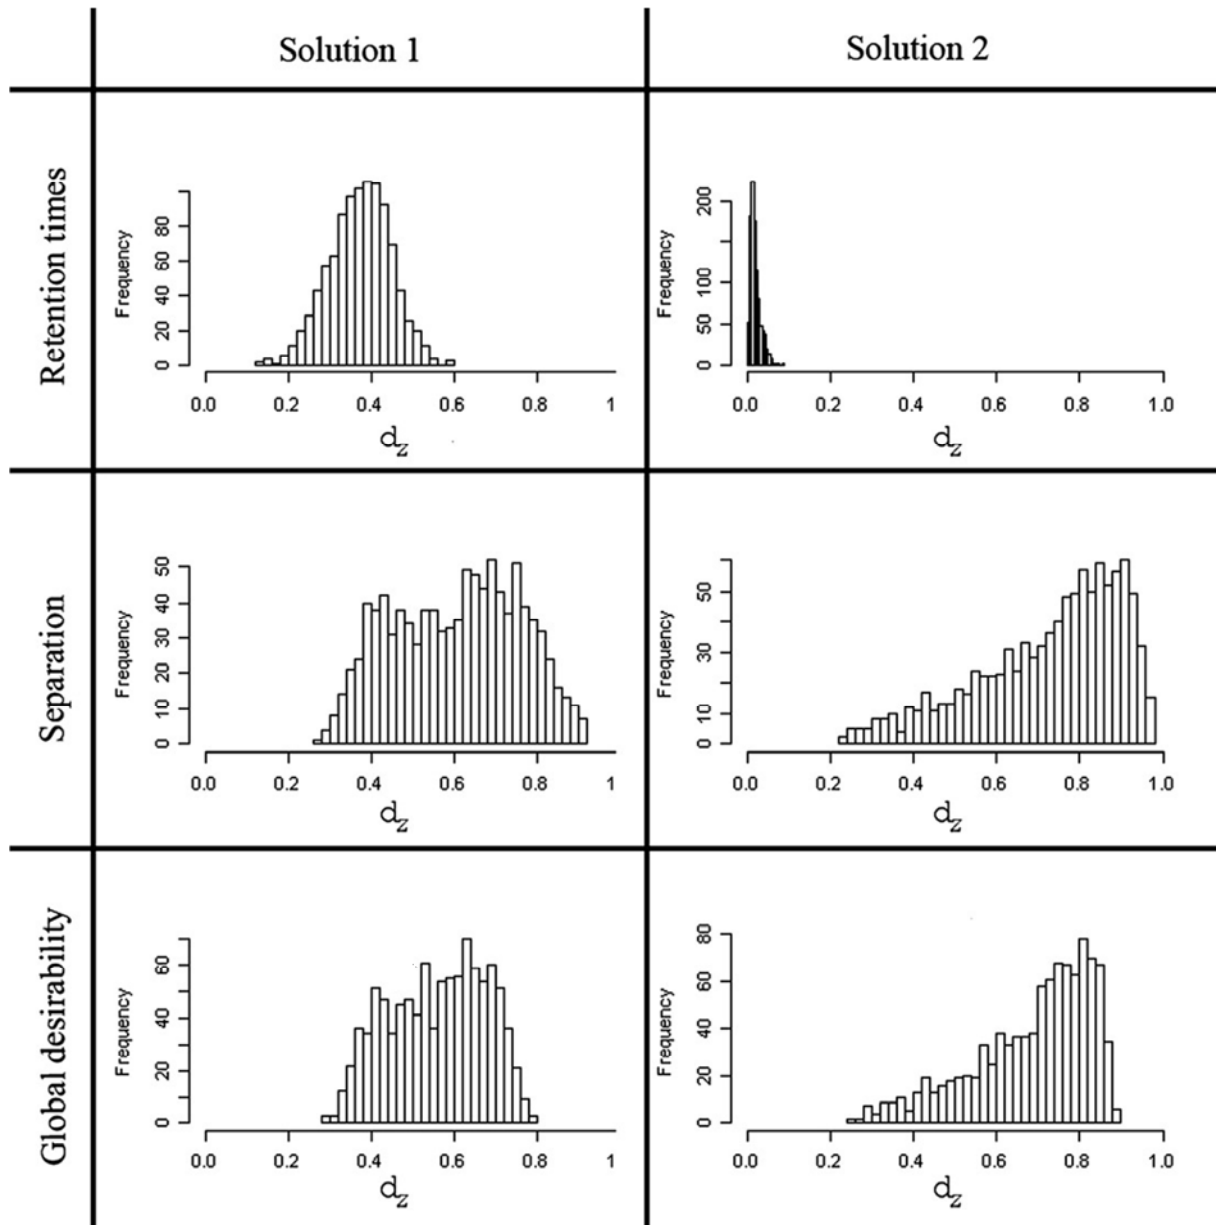 Solution 1
Solution 2
Retention times
Frequency
0 20 40 60 80
0.0 0.2 0.4 0.6 0.8 1
dz
Frequency
0 50 100 200
0.0 0.2 0.4 0.6 0.8 1.0
dz
Separation
Frequency
0 10 20 30 40 50
0.0 0.2 0.4 0.6 0.8 1
dz
Frequency
0 10 30 50
0.0 0.2 0.4 0.6 0.8 1.0
dz
Global desirability
Frequency
0 20 40 60
0.0 0.2 0.4 0.6 0.8 1
dz
Frequency
0 20 40 60 80
0.0 0.2 0.4 0.6 0.8 1.0
dz